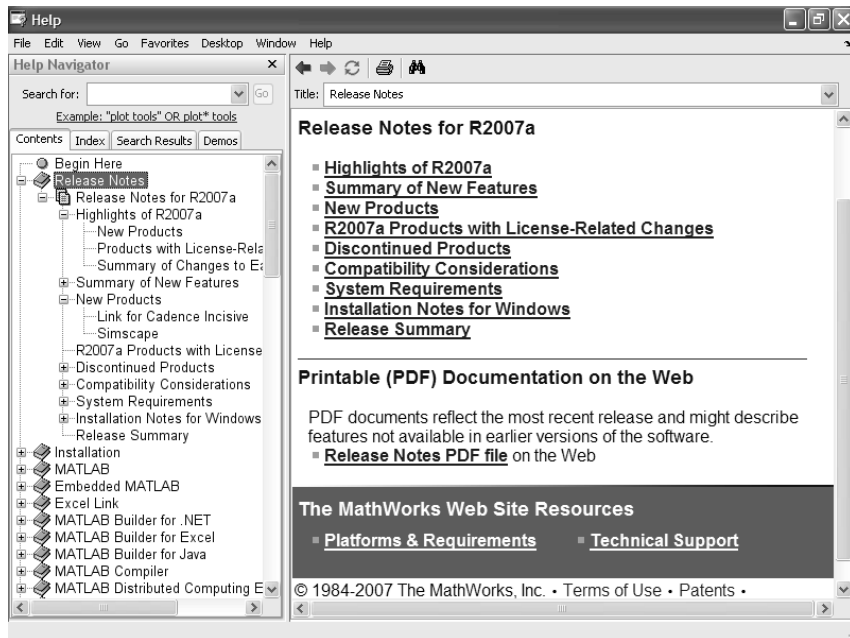 Help
File Edit View Go Favorites Desktop Window Help
Help Navigator
Search for: Go
Example: "plot tools" OR plot* tools
Contents Index Search Results Demos
Begin Here
Release Notes
Release Notes for R2007a
Highlights of R2007a
New Products
Products with License-Rela
Summary of Changes to Ea
Summary of New Features
New Products
Link for Cadence Incisive
Simscape
R2007a Products with License
Discontinued Products
Compatibility Considerations
System Requirements
Installation Notes for Windows
Release Summary
Installation
MATLAB
Embedded MATLAB
Excel Link
MATLAB Builder for .NET
MATLAB Builder for Excel
MATLAB Builder for Java
MATLAB Compiler
MATLAB Distributed Computing E
Title: Release Notes
Release Notes for R2007a
Highlights of R2007a
Summary of New Features
New Products
R2007a Products with License-Related Changes
Discontinued Products
Compatibility Considerations
System Requirements
Installation Notes for Windows
Release Summary
Printable (PDF) Documentation on the Web
PDF documents reflect the most recent release and might describe
features not available in earlier versions of the software.
Release Notes PDF file on the Web
The MathWorks Web Site Resources
Platforms & Requirements Technical Support
© 1984-2007 The MathWorks, Inc. • Terms of Use • Patents •